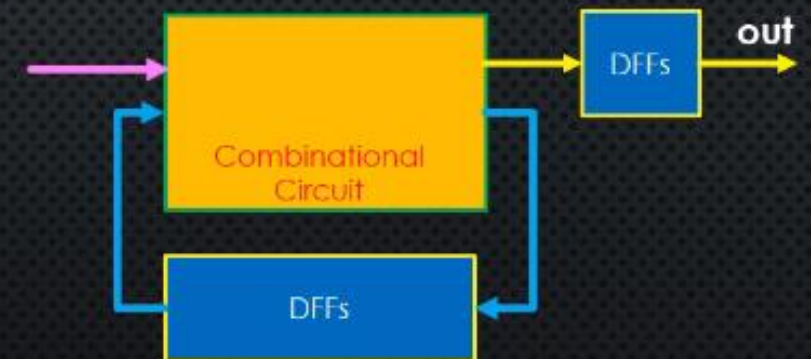 out
DFFs
Combinational
Circuit
DFFs